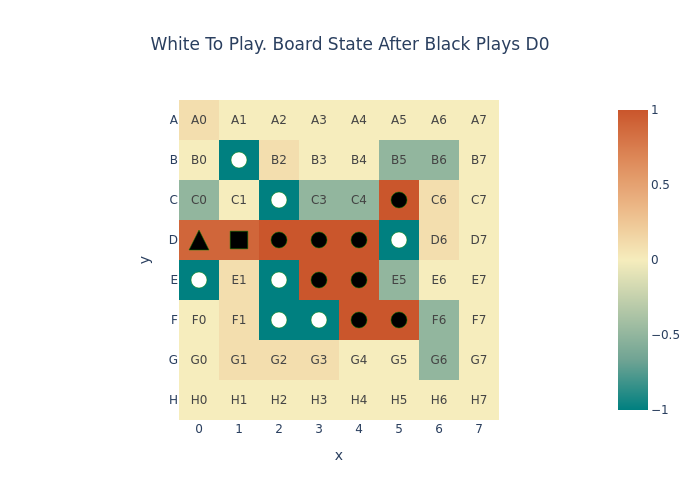 White To Play. Board State After Black Plays D0
A A0 A1 A2 A3 A4 A5 A6 A7
B B0 B2 B3 B4 B5 B6 B7
C C0 C1 C3 C4 C6 C7
D D6 D7
E E1 E5 E6 E7
F F0 F1 F6 F7
G G0 G1 G2 G3 G4 G5 G6 G7
H H0 H1 H2 H3 H4 H5 H6 H7
0 1 2 3 4 5 6 7
x
y
1
0.5
0
−0.5
−1